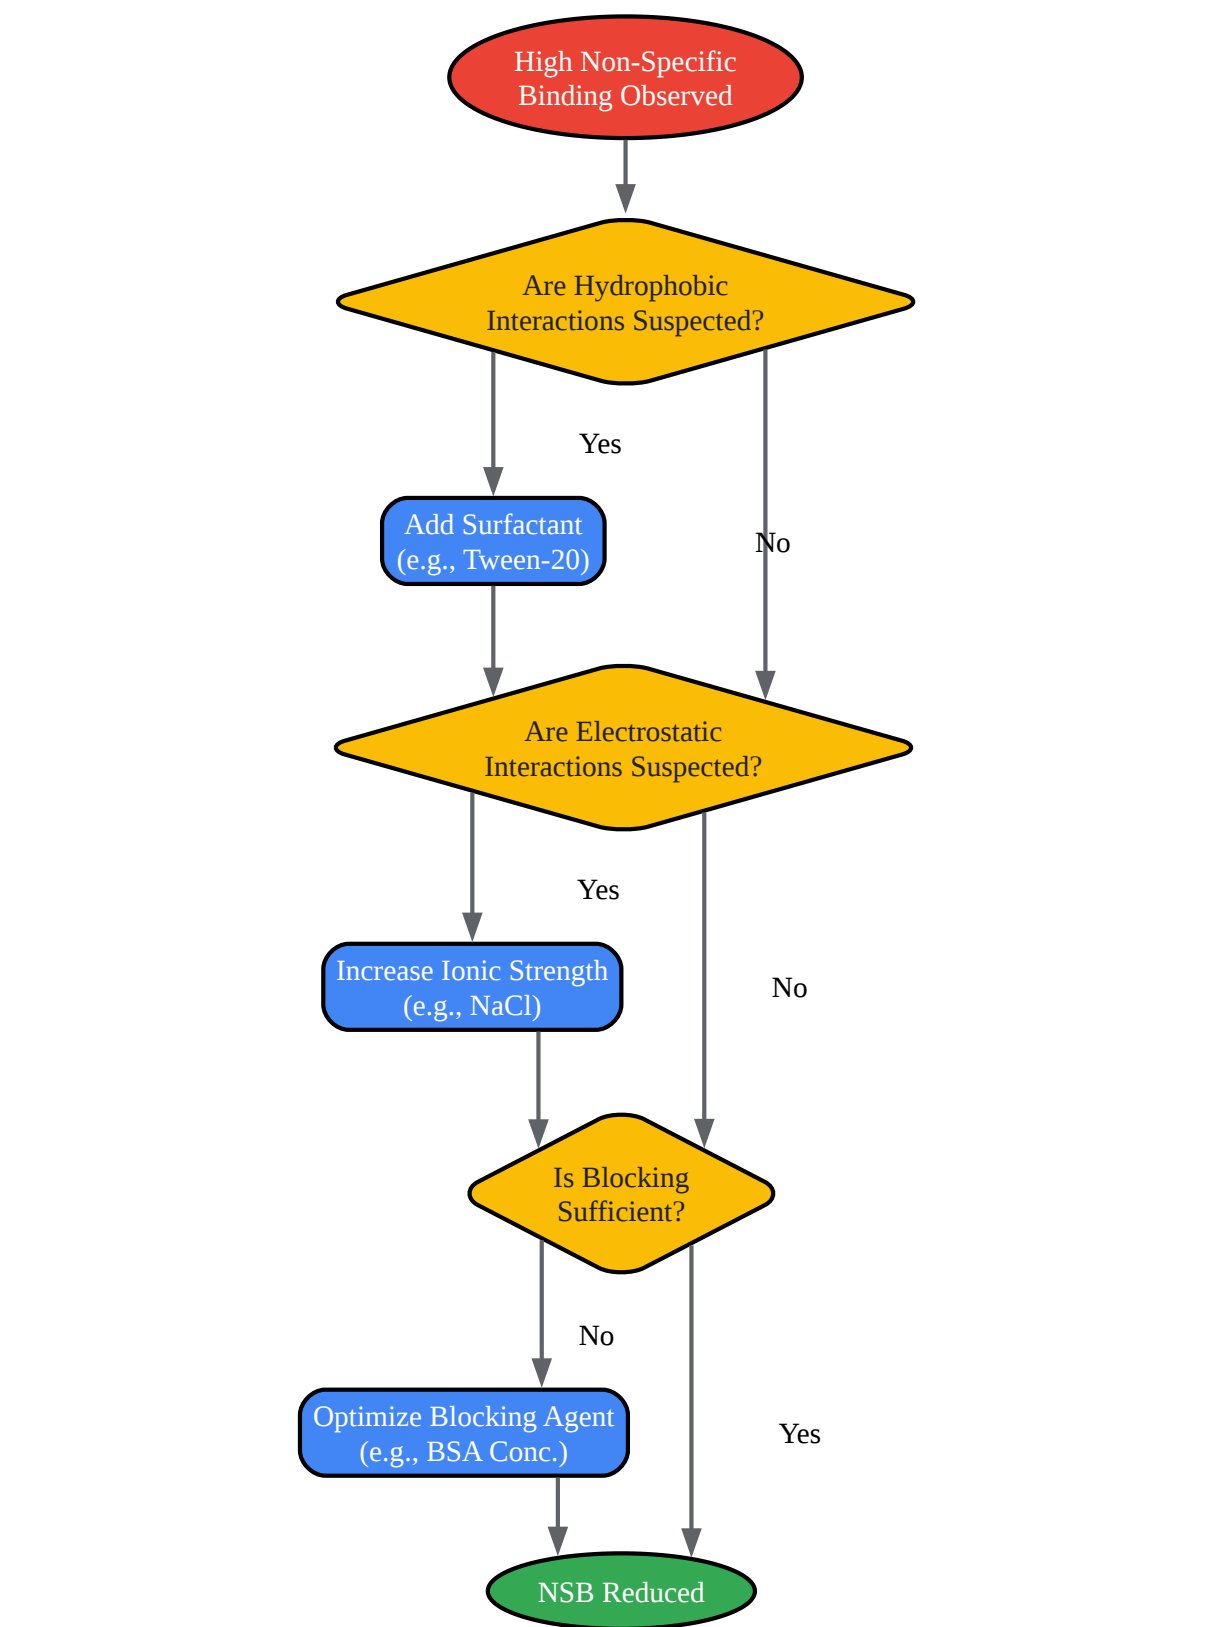 High Non-Specific
Binding Observed
Are Hydrophobic
Interactions Suspected?
Yes
Add Surfactant
(e.g., Tween-20)
No
Are Electrostatic
Interactions Suspected?
Yes
Increase Ionic Strength
(e.g., NaCl)
No
Is Blocking
Sufficient?
No
Optimize Blocking Agent
(e.g., BSA Conc.)
Yes
NSB Reduced